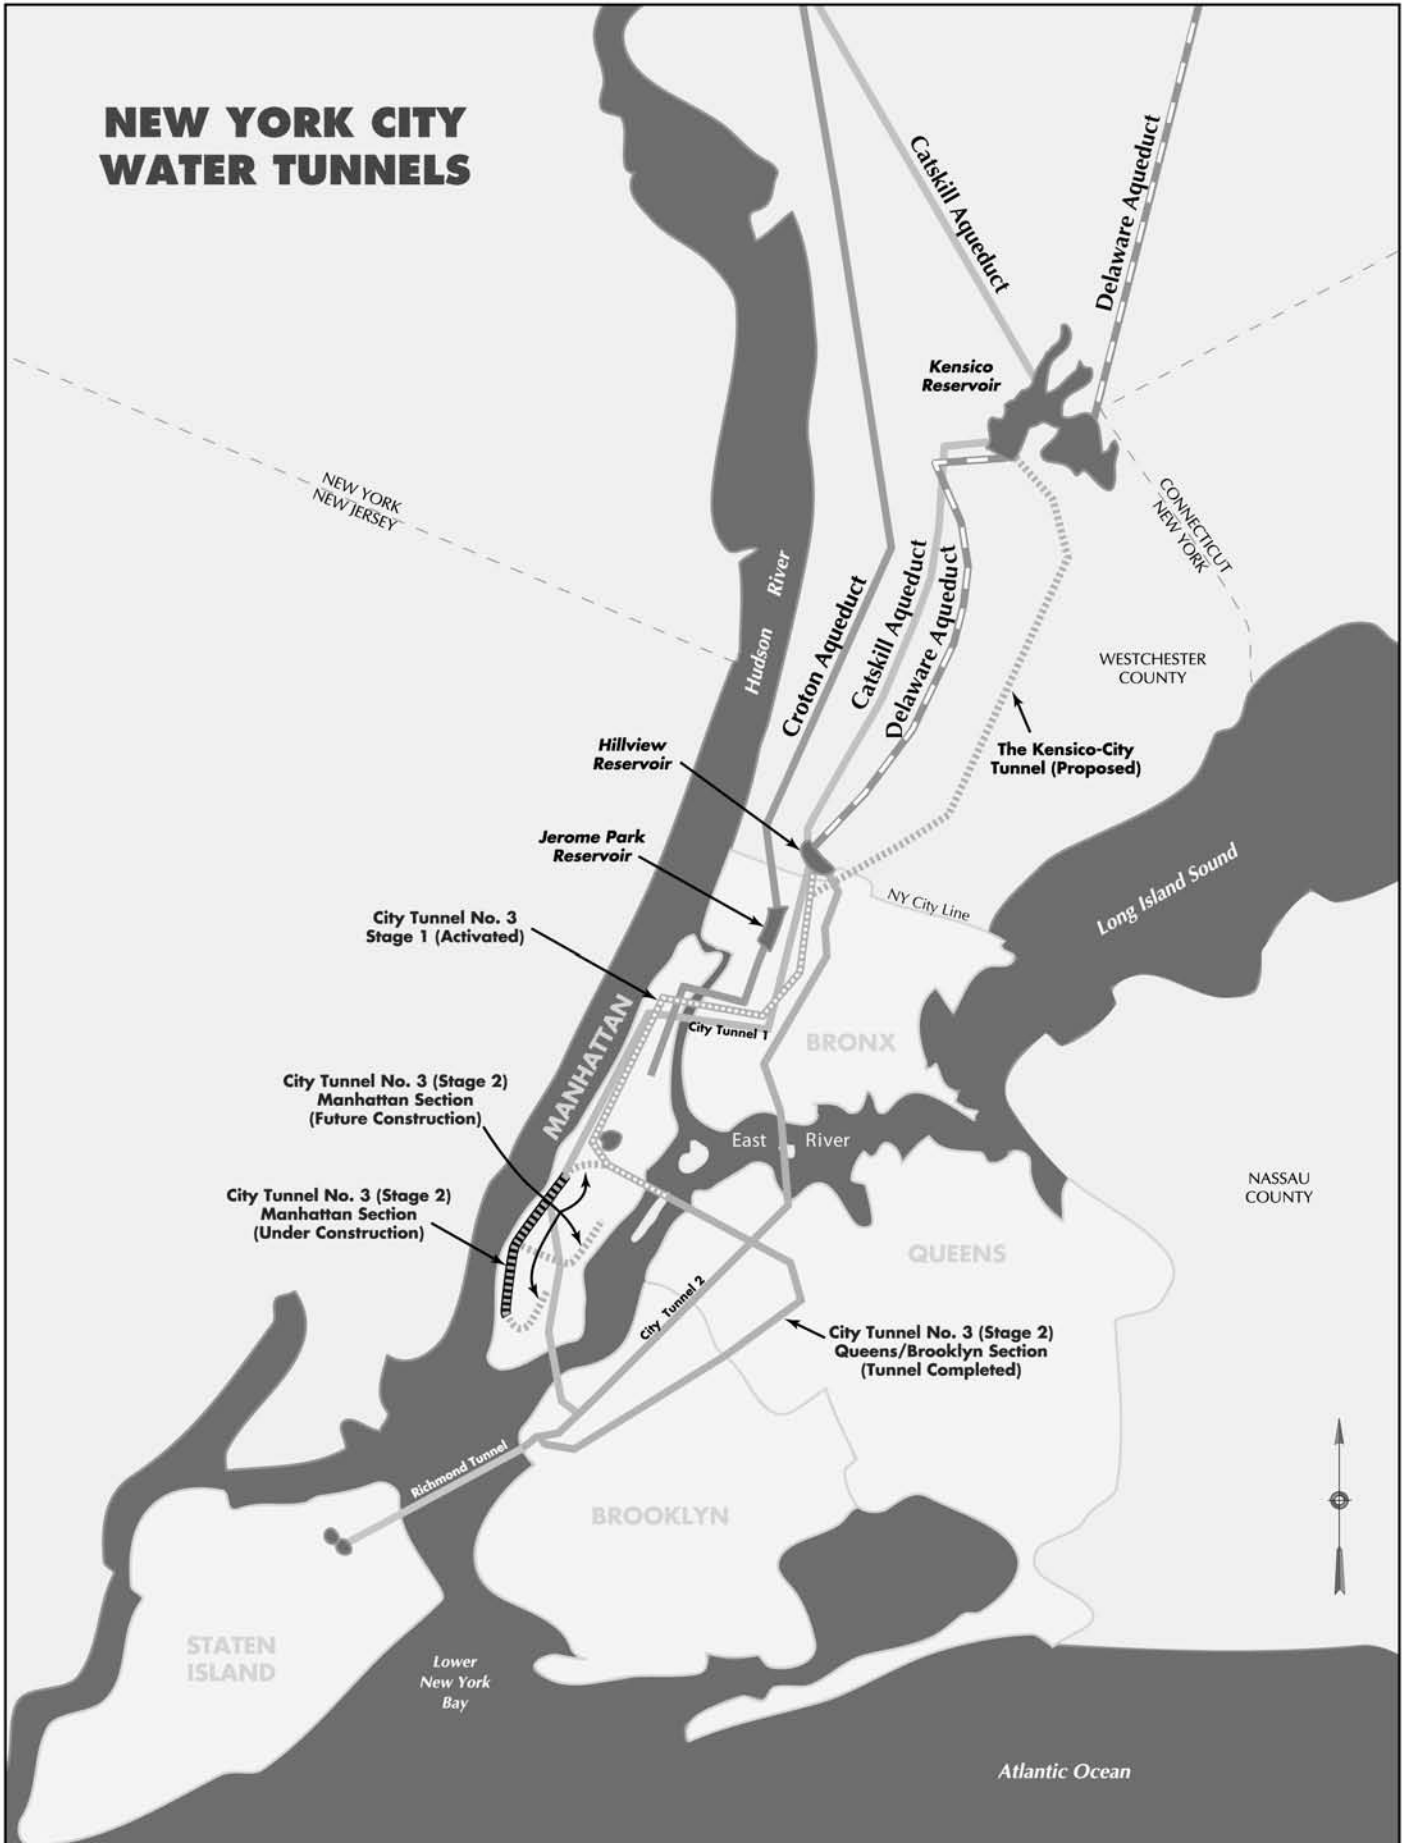 NEW YORK CITY
WATER TUNNELS
Catskill Aqueduct
Delaware Aqueduct
Kensico
Reservoir
NEW YORK
NEW JERSEY
CONNECTICUT
NEW YORK
Hudson River
Croton Aqueduct
Catskill Aqueduct
Delaware Aqueduct
WESTCHESTER
COUNTY
The Kensico-City
Tunnel (Proposed)
Hillview
Reservoir
Jerome Park
Reservoir
NY City Line
Long Island Sound
City Tunnel No. 3
Stage 1 (Activated)
MANHATTAN
City Tunnel 1
BRONX
City Tunnel No. 3 (Stage 2)
Manhattan Section
(Future Construction)
East River
NASSAU
COUNTY
City Tunnel No. 3 (Stage 2)
Manhattan Section
(Under Construction)
QUEENS
City Tunnel 2
City Tunnel No. 3 (Stage 2)
Queens/Brooklyn Section
(Tunnel Completed)
Richmond Tunnel
BROOKLYN
STATEN
ISLAND
Lower
New York
Bay
Atlantic Ocean